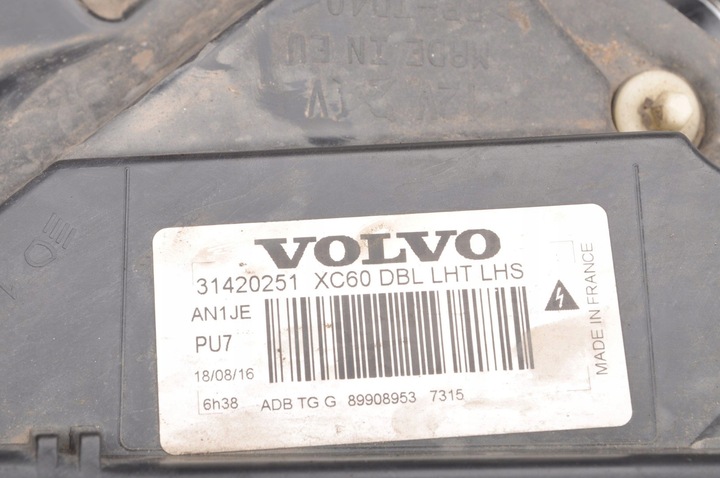 MADE IN EU
12V
VOLVO
31420251 XC60 DBL LHT LHS
AN1JE
PU7
18/08/16
6h38 ADB TG G 89908953 7315
MADE IN FRANCE